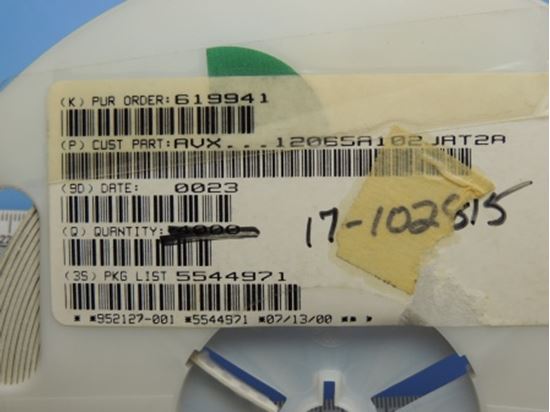 (K) PUR ORDER:619941
(P) CUST PART:AVX...12065A102JAT2A
(9D) DATE: 0023
(Q) QUANTITY:4000
17-102815
(3S) PKG LIST 5544971
* *952127-001 *5544971 *07/13/00 ** *